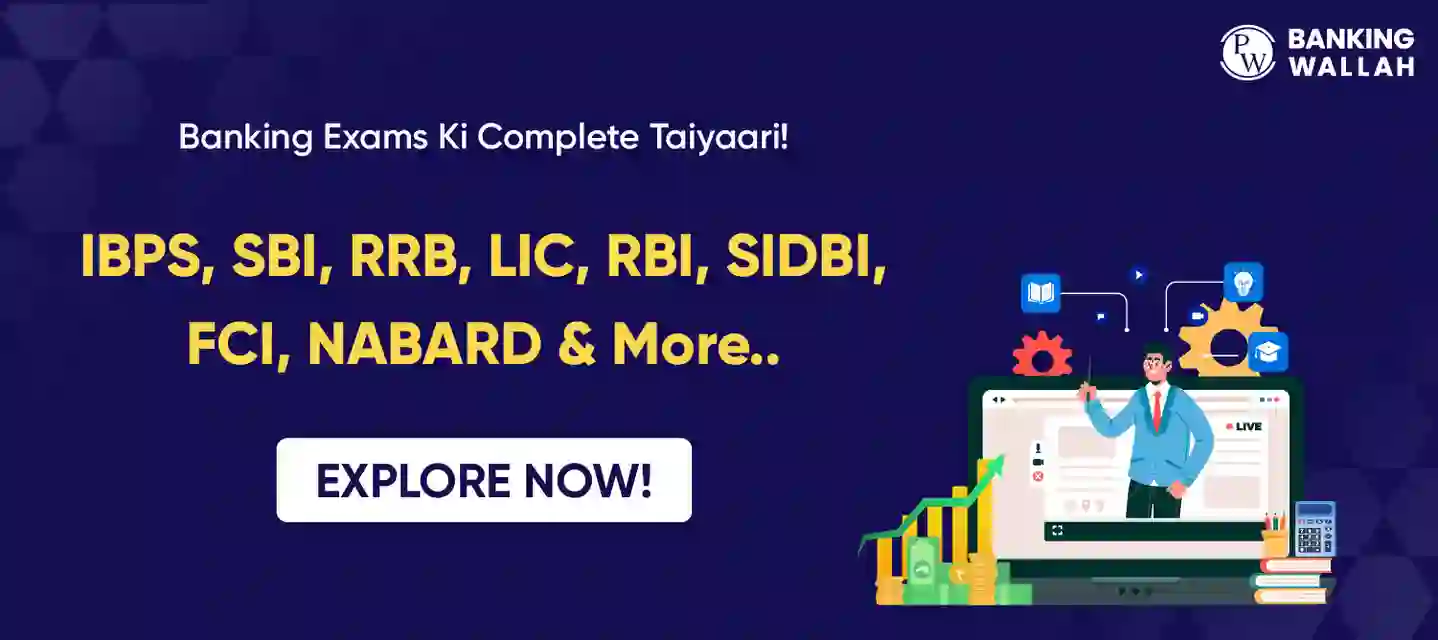 PW
BANKING
WALLAH
Banking Exams Ki Complete Taiyaari!
IBPS, SBI, RRB, LIC, RBI, SIDBI,
FCI, NABARD & More..
EXPLORE NOW!
LIVE